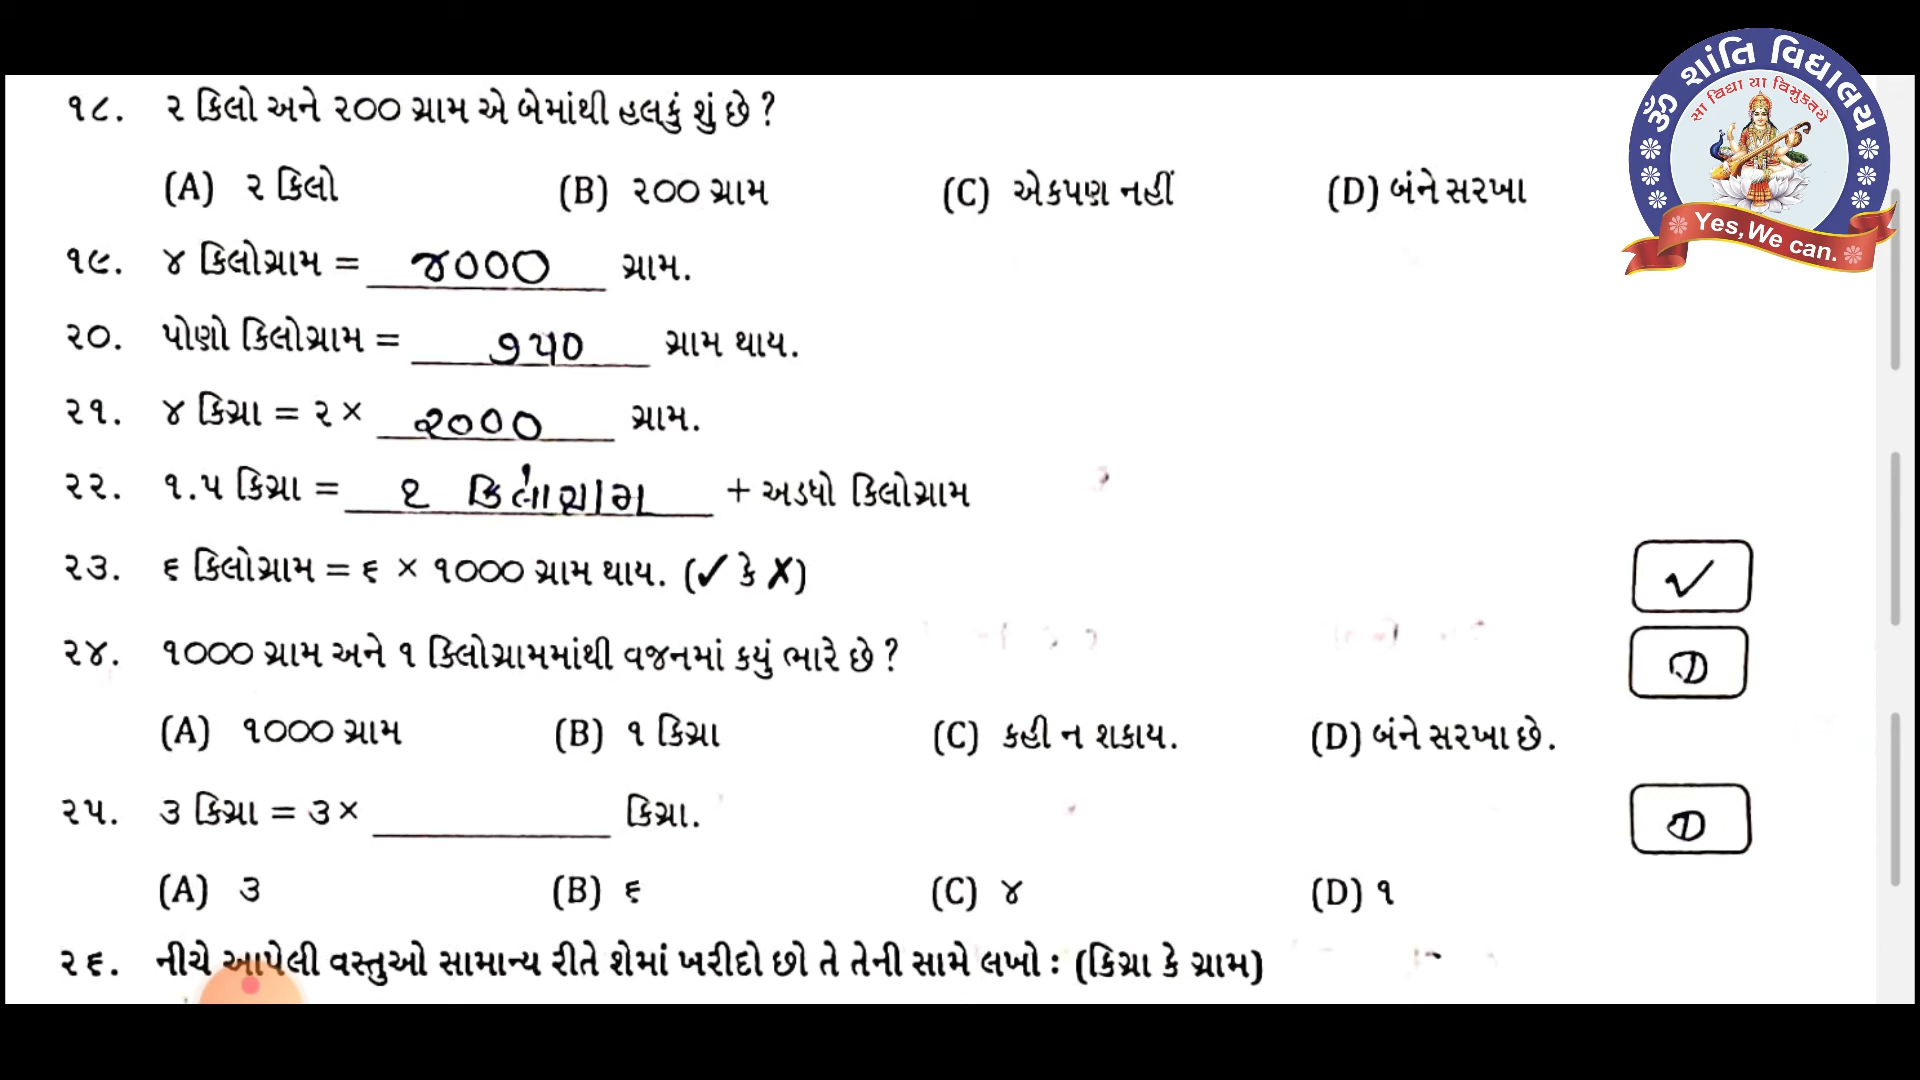 ૐ શાંતિ વિદ્યાલય
સા વિદ્યા યા વિમુક્તયે
Yes, We can.
૧૮. ૨ કિલો અને ૨૦૦ ગ્રામ એ બેમાંથી હલકું શું છે ?
(A) ૨ કિલો (B) ૨૦૦ ગ્રામ (C) એકપણ નહીં (D) બંને સરખા
૧૯. ૪ કિલોગ્રામ = ૪૦૦૦ ગ્રામ.
૨૦. પોણો કિલોગ્રામ = ૭૫૦ ગ્રામ થાય.
૨૧. ૪ કિગ્રા = ૨ × ૨૦૦૦ ગ્રામ.
૨૨. ૧.૫ કિગ્રા = ૧ કિલોગ્રામ + અડધો કિલોગ્રામ
૨૩. ૬ કિલોગ્રામ = ૬ × ૧૦૦૦ ગ્રામ થાય. (✓ કે ✗) ✓
૨૪. ૧૦૦૦ ગ્રામ અને ૧ કિલોગ્રામમાંથી વજનમાં કયું ભારે છે ? D
(A) ૧૦૦૦ ગ્રામ (B) ૧ કિગ્રા (C) કહી ન શકાય. (D) બંને સરખા છે.
૨૫. ૩ કિગ્રા = ૩ × ____________ કિગ્રા. D
(A) ૩ (B) ૬ (C) ૪ (D) ૧
૨૬. નીચે આપેલી વસ્તુઓ સામાન્ય રીતે શેમાં ખરીદો છો તે તેની સામે લખો : (કિગ્રા કે ગ્રામ)